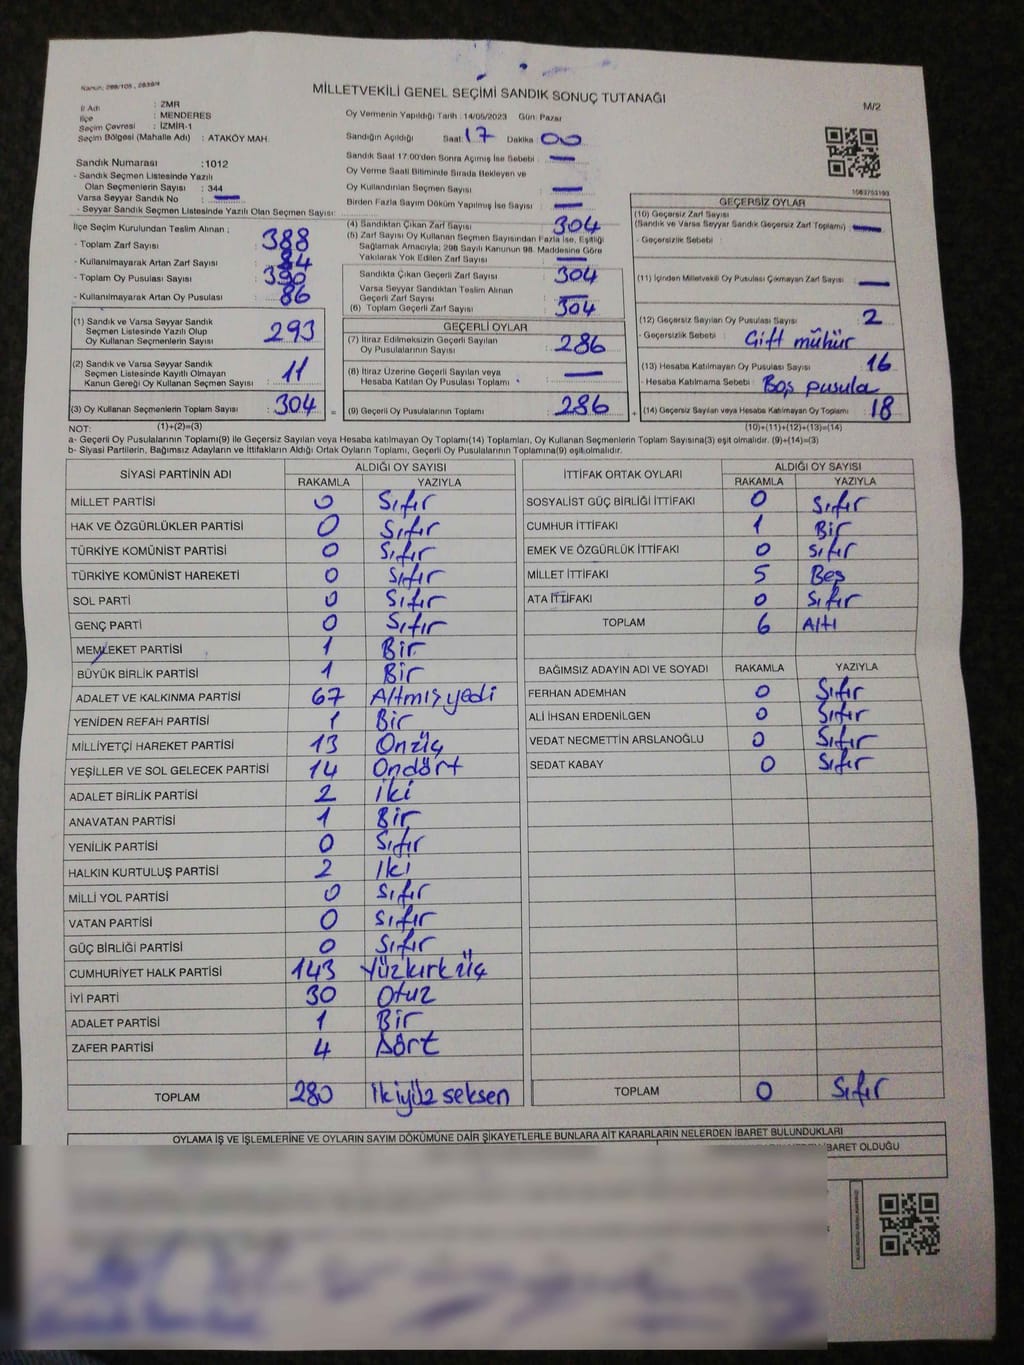 MİLLETVEKİLİ GENEL SEÇİMİ SANDIK SONUÇ TUTANAĞI
M/2
İl Adı : ZMR
İlçe : MENDERES
Seçim Çevresi : İZMİR-1
Seçim Bölgesi (Mahalle Adı) : ATAKÖY MAH.
Sandık Numarası : 1012
- Sandık Seçmen Listesinde Yazılı
Olan Seçmenlerin Sayısı : 344
Varsa Seyyar Sandık No —
- Seyyar Sandık Seçmen Listesinde Yazılı Olan Seçmen Sayısı:
İlçe Seçim Kurulundan Teslim Alınan ;
- Toplam Zarf Sayısı : 388
- Kullanılmayarak Artan Zarf Sayısı : 84
- Toplam Oy Pusulası Sayısı : 390
- Kullanılmayarak Artan Oy Pusulası : 86
(1) Sandık ve Varsa Seyyar Sandık
Seçmen Listesinde Yazılı Olup
Oy Kullanan Seçmenlerin Sayısı : 293
(2) Sandık ve Varsa Seyyar Sandık
Seçmen Listesinde Kayıtlı Olmayan
Kanun Gereği Oy Kullanan Seçmen Sayısı : 11
(3) Oy Kullanan Seçmenlerin Toplam Sayısı : 304 =
Oy Vermenin Yapıldığı Tarih : 14/05/2023 Gün: Pazar
Sandığın Açıldığı Saat 17 Dakika 00
Sandık Saat 17.00'den Sonra Açımış İse Sebebi : —
Oy Verme Saati Bitiminde Sırada Bekleyen ve
Oy Kullandırılan Seçmen Sayısı : —
Birden Fazla Sayım Döküm Yapılmış İse Sayısı : —
(4) Sandıktan Çıkan Zarf Sayısı : 304
(5) Zarf Sayısı Oy Kullanan Seçmen Sayısından Fazla İse, Eşitliği
Sağlamak Amacıyla; 298 Sayılı Kanunun 98. Maddesine Göre
Yakılarak Yok Edilen Zarf Sayısı : —
Sandıkta Çıkan Geçerli Zarf Sayısı : 304
Varsa Seyyar Sandıktan Teslim Alınan
Geçerli Zarf Sayısı : —
(6) Toplam Geçerli Zarf Sayısı : 304
GEÇERLİ OYLAR
(7) İtiraz Edilmeksizin Geçerli Sayılan
Oy Pusulalarının Sayısı : 286
(8) İtiraz Üzerine Geçerli Sayılan veya
Hesaba Katılan Oy Pusulası Toplamı : —
(9) Geçerli Oy Pusulalarının Toplamı : 286 +
1063753193
GEÇERSİZ OYLAR
(10) Geçersiz Zarf Sayısı
(Sandık ve Varsa Seyyar Sandık Geçersiz Zarf Toplamı) : —
- Geçersizlik Sebebi :
(11) İçinden Milletvekili Oy Pusulası Çıkmayan Zarf Sayısı : —
(12) Geçersiz Sayılan Oy Pusulası Sayısı : 2
- Geçersizlik Sebebi : Çift mühür
(13) Hesaba Katılmayan Oy Pusulası Sayısı : 16
- Hesaba Katılmama Sebebi : Boş pusula
(14) Geçersiz Sayılan veya Hesaba Katılmayan Oy Toplamı : 18
NOT: (1)+(2)=(3) (10)+(11)+(12)+(13)=(14)
a- Geçerli Oy Pusulalarının Toplamı(9) ile Geçersiz Sayılan veya Hesaba katılmayan Oy Toplamı(14) Toplamları, Oy Kullanan Seçmenlerin Toplam Sayısına(3) eşit olmalıdır. (9)+(14)=(3)
b- Siyasi Partilerin, Bağımsız Adayların ve İttifakların Aldığı Ortak Oyların Toplamı, Geçerli Oy Pusulalarının Toplamına(9) eşit olmalıdır.
SİYASİ PARTİNİN ADI ALDIĞI OY SAYISI
RAKAMLA YAZIYLA
MİLLET PARTİSİ 0 Sıfır
HAK VE ÖZGÜRLÜKLER PARTİSİ 0 Sıfır
TÜRKİYE KOMÜNİST PARTİSİ 0 Sıfır
TÜRKİYE KOMÜNİST HAREKETİ 0 Sıfır
SOL PARTİ 0 Sıfır
GENÇ PARTİ 0 Sıfır
MEMLEKET PARTİSİ 1 Bir
BÜYÜK BİRLİK PARTİSİ 1 Bir
ADALET VE KALKINMA PARTİSİ 67 Altmış yedi
YENİDEN REFAH PARTİSİ 1 Bir
MİLLİYETÇİ HAREKET PARTİSİ 13 Onüç
YEŞİLLER VE SOL GELECEK PARTİSİ 14 Ondört
ADALET BİRLİK PARTİSİ 2 iki
ANAVATAN PARTİSİ 1 Bir
YENİLİK PARTİSİ 0 Sıfır
HALKIN KURTULUŞ PARTİSİ 2 İki
MİLLİ YOL PARTİSİ 0 Sıfır
VATAN PARTİSİ 0 Sıfır
GÜÇ BİRLİĞİ PARTİSİ 0 Sıfır
CUMHURİYET HALK PARTİSİ 143 Yüzkırk üç
İYİ PARTİ 30 Otuz
ADALET PARTİSİ 1 Bir
ZAFER PARTİSİ 4 Dört
TOPLAM 280 İkiyüz seksen
İTTİFAK ORTAK OYLARI ALDIĞI OY SAYISI
RAKAMLA YAZIYLA
SOSYALİST GÜÇ BİRLİĞİ İTTİFAKI 0 Sıfır
CUMHUR İTTİFAKI 1 Bir
EMEK VE ÖZGÜRLÜK İTTİFAKI 0 Sıfır
MİLLET İTTİFAKI 5 Beş
ATA İTTİFAKI 0 Sıfır
TOPLAM 6 Altı
BAĞIMSIZ ADAYIN ADI VE SOYADI RAKAMLA YAZIYLA
FERHAN ADEMHAN 0 Sıfır
ALİ İHSAN ERDENİLGEN 0 Sıfır
VEDAT NECMETTİN ARSLANOĞLU 0 Sıfır
SEDAT KABAY 0 Sıfır
TOPLAM 0 Sıfır
OYLAMA İŞ VE İŞLEMLERİNE VE OYLARIN SAYIM DÖKÜMÜNE DAİR ŞİKAYETLERLE BUNLARA AİT KARARLARIN NELERDEN İBARET BULUNDUKLARI
İBARET OLDUĞU